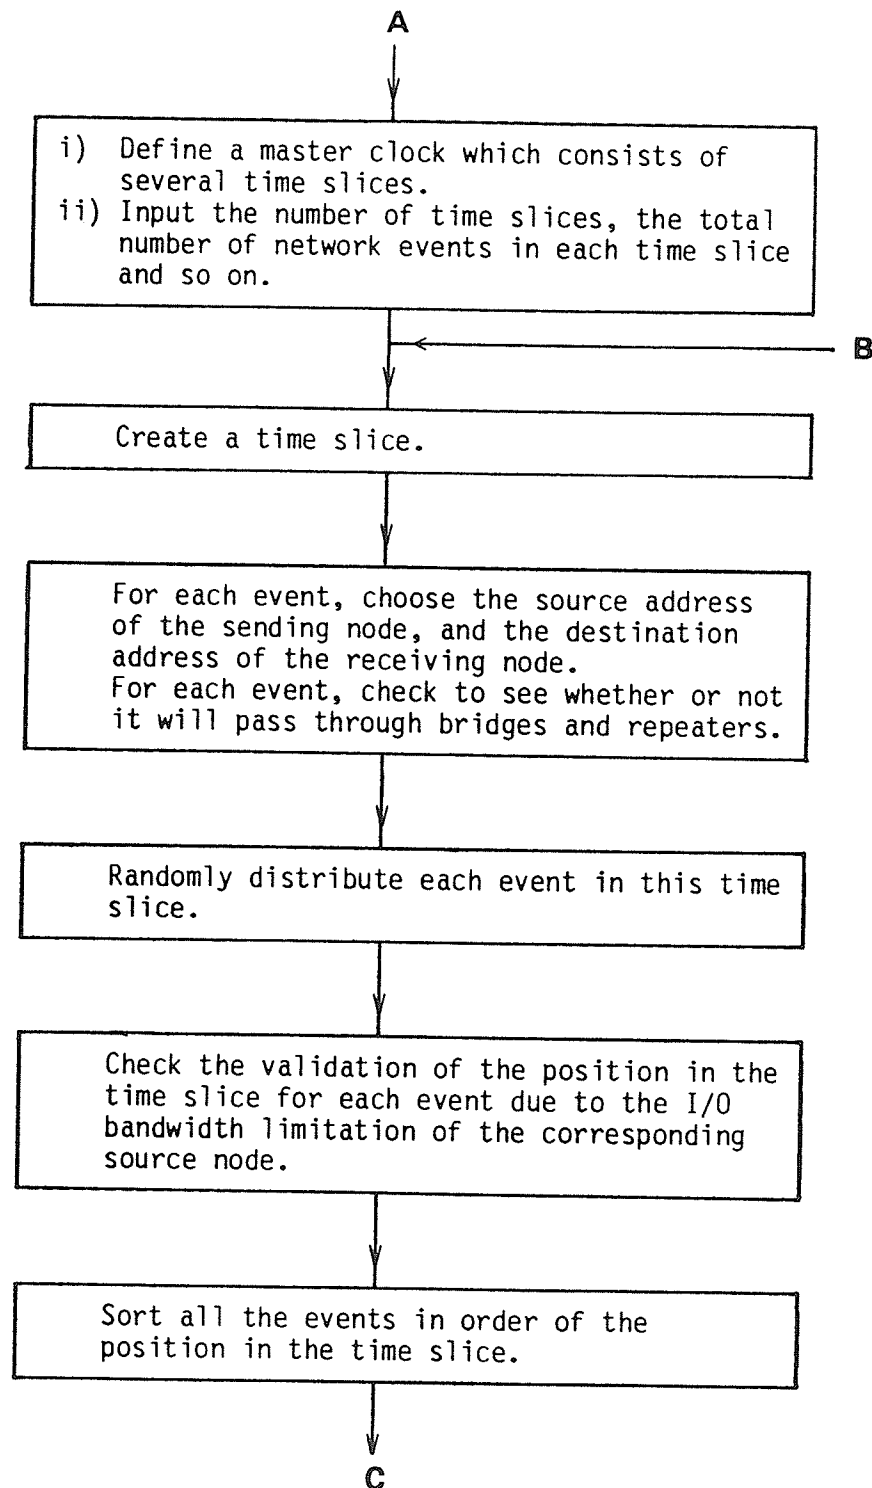 A
i) Define a master clock which consists of
several time slices.
ii) Input the number of time slices, the total
number of network events in each time slice
and so on.
B
Create a time slice.
For each event, choose the source address
of the sending node, and the destination
address of the receiving node.
For each event, check to see whether or not
it will pass through bridges and repeaters.
Randomly distribute each event in this time
slice.
Check the validation of the position in the
time slice for each event due to the I/O
bandwidth limitation of the corresponding
source node.
Sort all the events in order of the
position in the time slice.
C